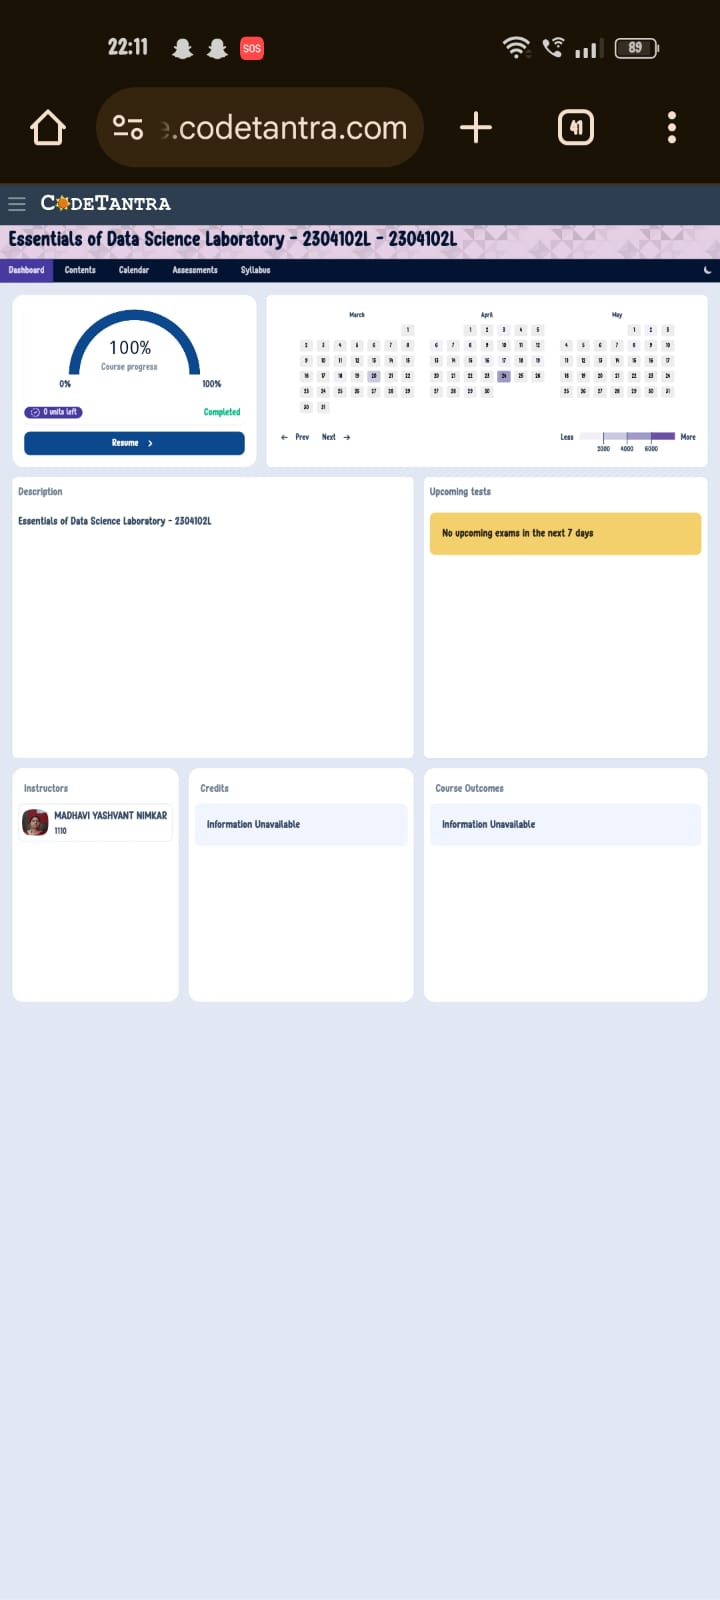 22:11 SOS 89
e.codetantra.com 41
CODETANTRA
Essentials of Data Science Laboratory - 2304102L - 2304102L
Dashboard Contents Calendar Assessments Syllabus
100%
Course progress
0% 100%
0 units left Completed
Resume >
March
1
2 3 4 5 6 7 8
9 10 11 12 13 14 15
16 17 18 19 20 21 22
23 24 25 26 27 28 29
30 31
April
1 2 3 4 5
6 7 8 9 10 11 12
13 14 15 16 17 18 19
20 21 22 23 24 25 26
27 28 29 30
May
1 2 3
4 5 6 7 8 9 10
11 12 13 14 15 16 17
18 19 20 21 22 23 24
25 26 27 28 29 30 31
← Prev Next →
Less More
2000 4000 6000
Description
Essentials of Data Science Laboratory - 2304102L
Upcoming tests
No upcoming exams in the next 7 days
Instructors
MADHAVI YASHVANT NIMKAR
1110
Credits
Information Unavailable
Course Outcomes
Information Unavailable